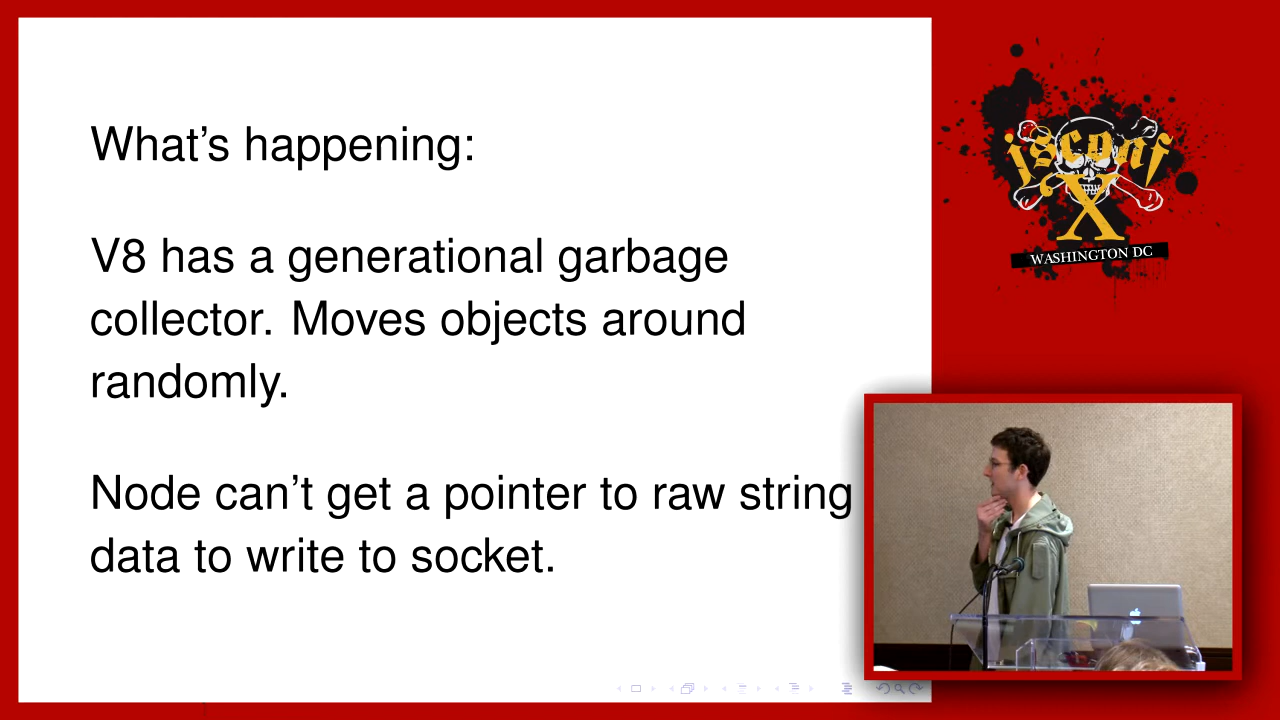 What's happening:
V8 has a generational garbage
collector. Moves objects around
randomly.
Node can't get a pointer to raw string
data to write to socket.
jsconf
X
WASHINGTON DC